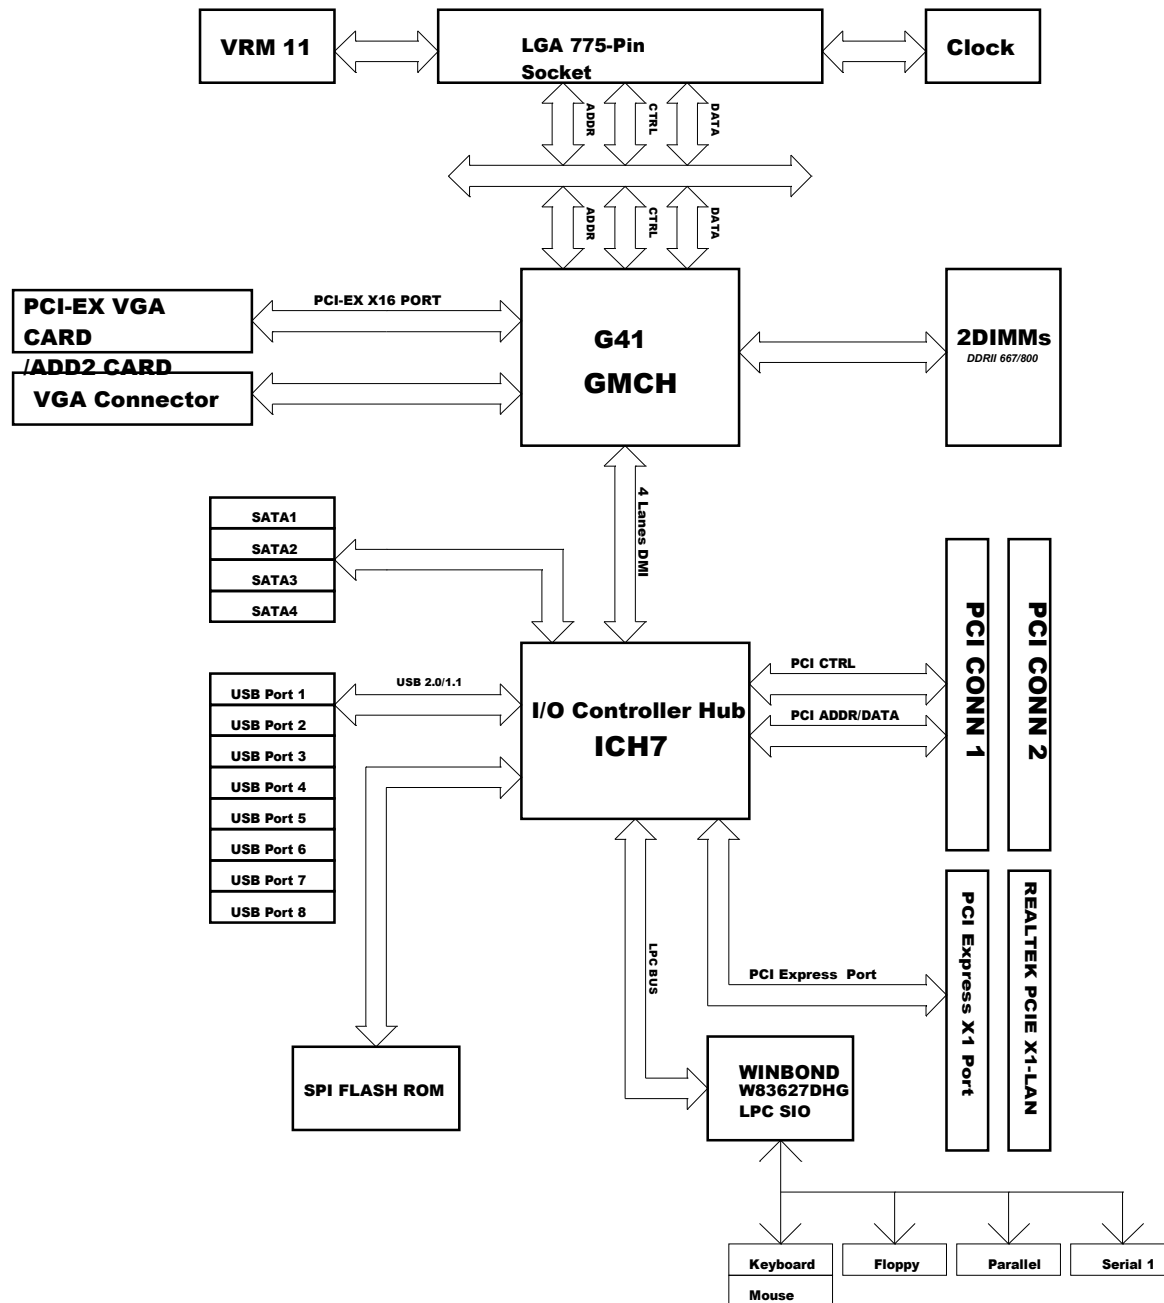 VRM 11
LGA 775-Pin
Socket
Clock
ADDR
CTRL
DATA
ADDR
CTRL
DATA
PCI-EX VGA
CARD
/ADD2 CARD
PCI-EX X16 PORT
VGA Connector
G41
GMCH
2DIMMs
DDRII 667/800
4 Lanes DMI
SATA1
SATA2
SATA3
SATA4
USB Port 1
USB Port 2
USB Port 3
USB Port 4
USB Port 5
USB Port 6
USB Port 7
USB Port 8
USB 2.0/1.1
I/O Controller Hub
ICH7
PCI CTRL
PCI ADDR/DATA
PCI CONN 1
PCI CONN 2
LPC BUS
PCI Express Port
PCI Express X1 Port
REALTEK PCIE X1-LAN
SPI FLASH ROM
WINBOND
W83627DHG
LPC SIO
Keyboard
Mouse
Floppy
Parallel
Serial 1